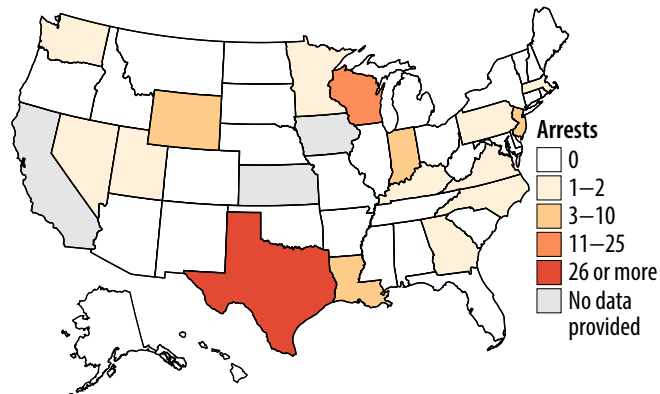 Arrests
0
1–2
3–10
11–25
26 or more
No data
provided